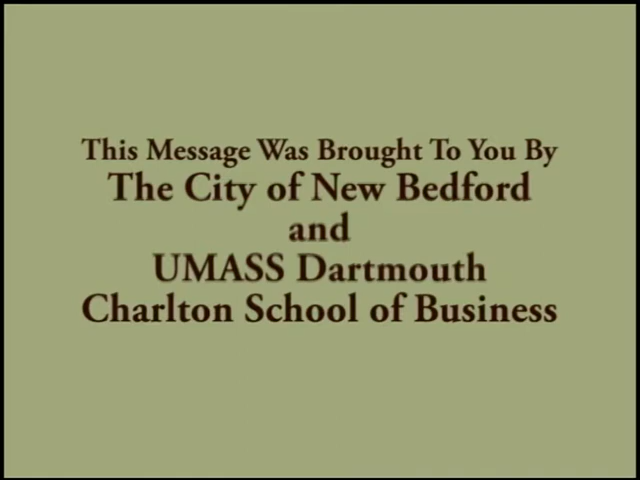 This Message Was Brought To You By
The City of New Bedford
and
UMASS Dartmouth
Charlton School of Business